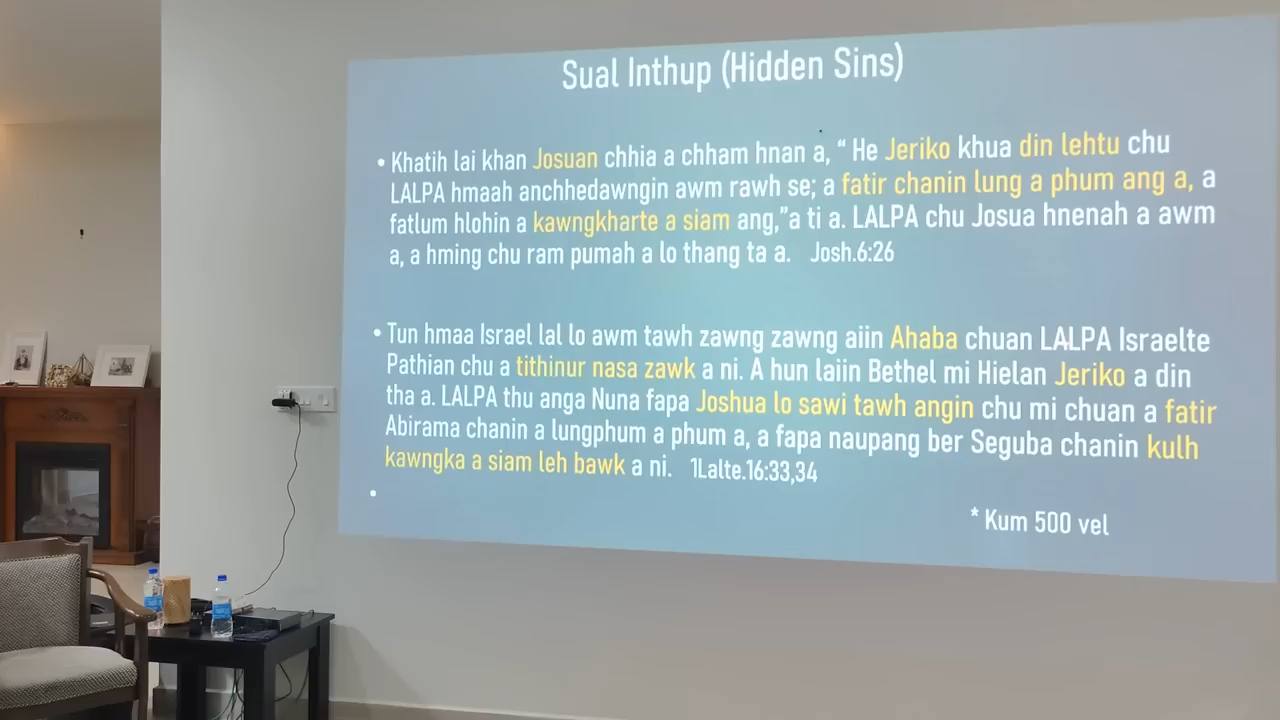 Sual Inthup (Hidden Sins)
• Khatih lai khan Josuan chhia a chham hnan a, “ He Jeriko khua din lehtu chu
LALPA hmaah anchhedawngin awm rawh se; a fatir chanin lung a phum ang a, a
fatlum hlohin a kawngkharte a siam ang,”a ti a. LALPA chu Josua hnenah a awm
a, a hming chu ram pumah a lo thang ta a. Josh.6:26
• Tun hmaa Israel lal lo awm tawh zawng zawng aiin Ahaba chuan LALPA Israelte
Pathian chu a tithinur nasa zawk a ni. A hun laiin Bethel mi Hielan Jeriko a din
tha a. LALPA thu anga Nuna fapa Joshua lo sawi tawh angin chu mi chuan a fatir
Abirama chanin a lungphum a phum a, a fapa naupang ber Seguba chanin kulh
kawngka a siam leh bawk a ni. 1Lalte.16:33,34
•
* Kum 500 vel